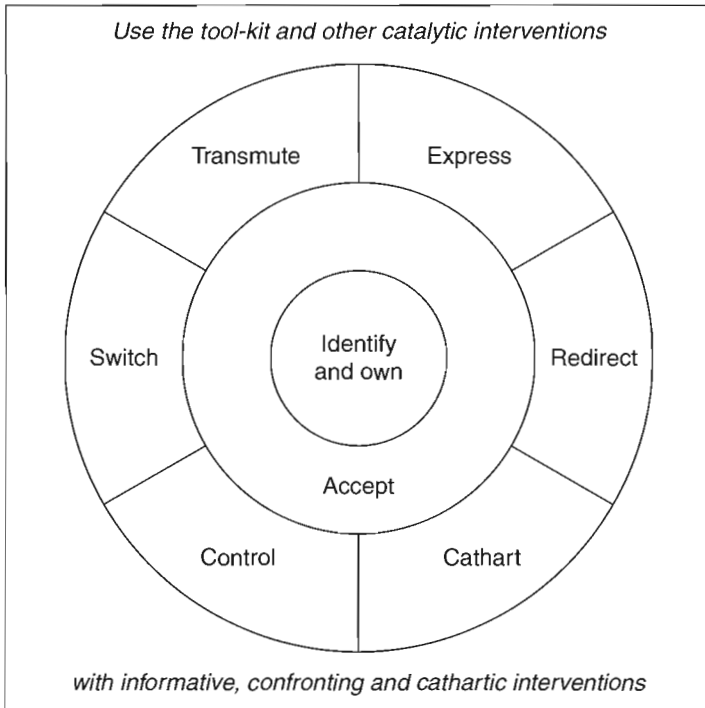 Use the tool-kit and other catalytic interventions
Transmute
Express
Switch
Identify
and own
Redirect
Accept
Control
Cathart
with informative, confronting and cathartic interventions